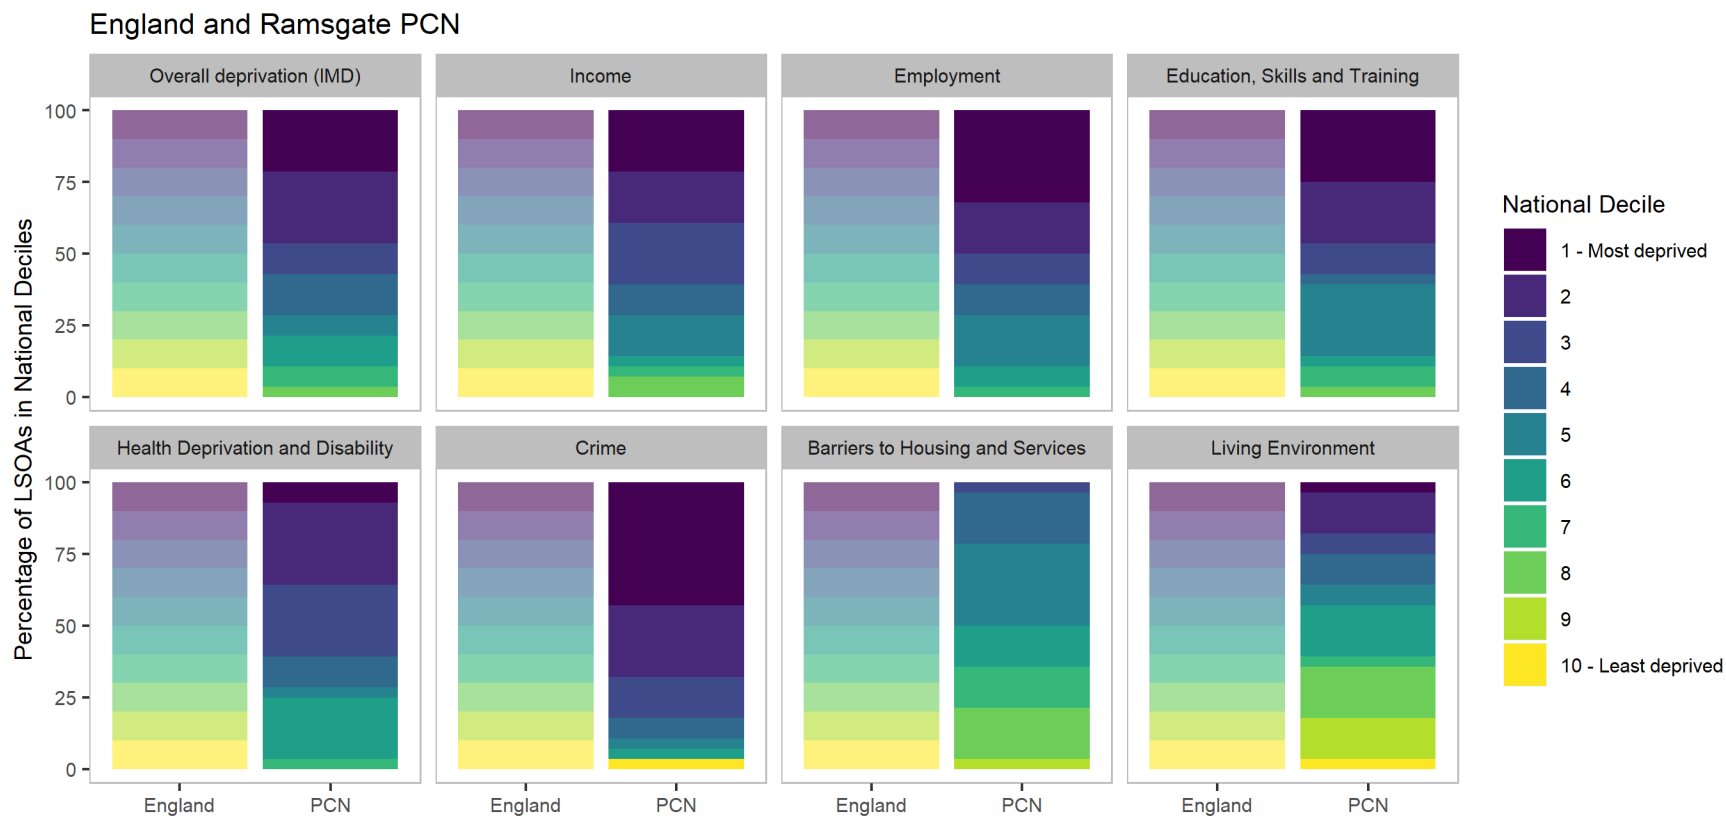 England and Ramsgate PCN
Overall deprivation (IMD)
Income
Employment
Education, Skills and Training
100
75
50
25
0
Health Deprivation and Disability
Crime
Barriers to Housing and Services
Living Environment
100
75
50
25
0
England PCN
England PCN
England PCN
England PCN
Percentage of LSOAs in National Deciles
National Decile
1 - Most deprived
2
3
4
5
6
7
8
9
10 - Least deprived